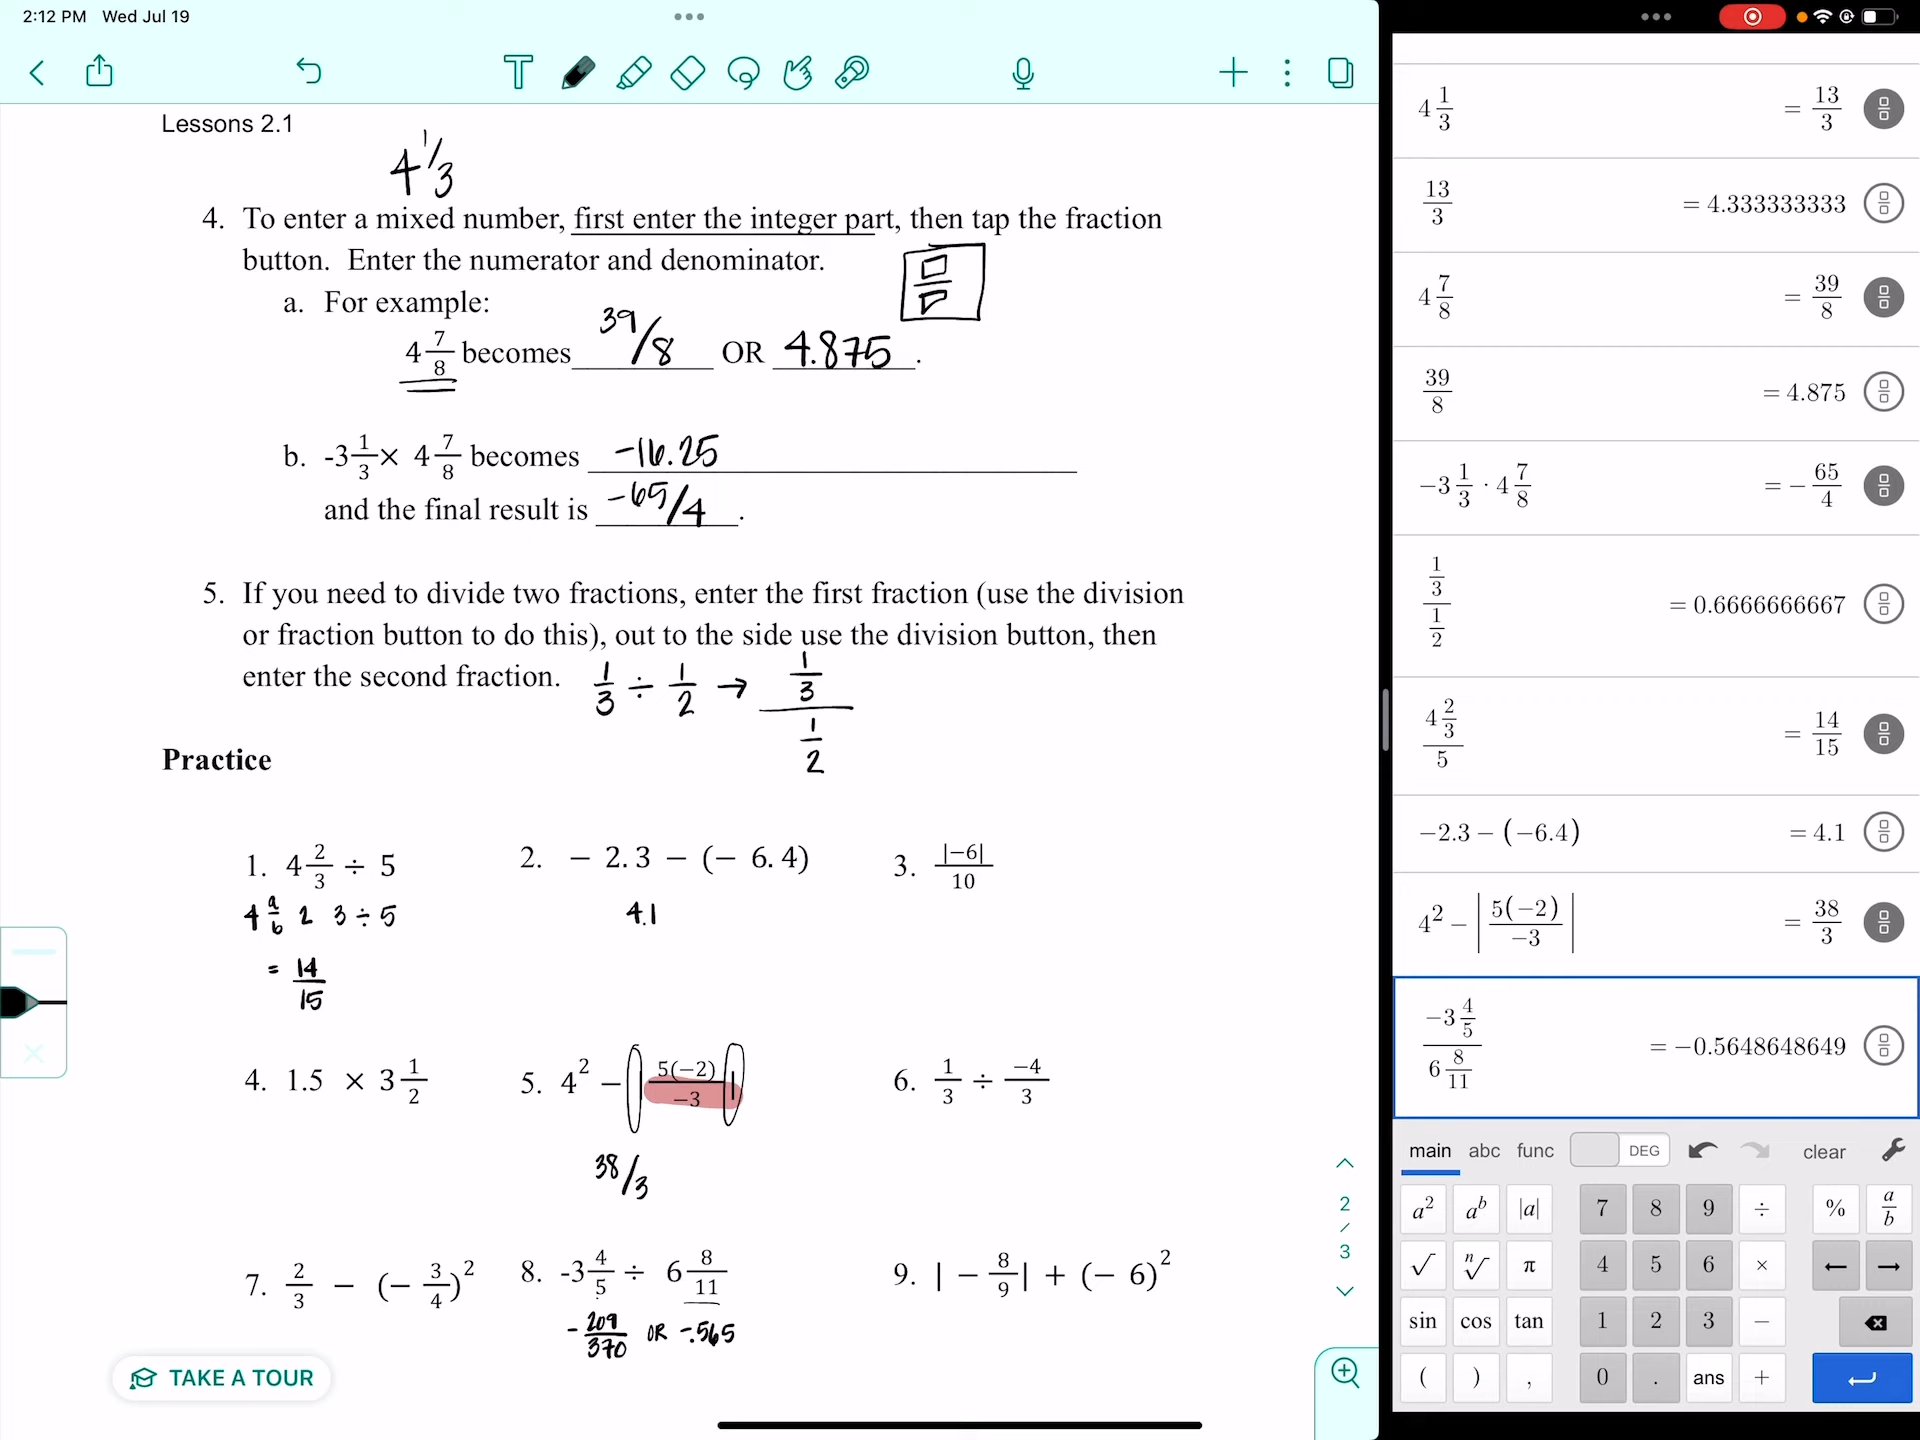 2:12 PM Wed Jul 19
T
Lessons 2.1
4 1/3
4. To enter a mixed number, first enter the integer part, then tap the fraction
button. Enter the numerator and denominator.
a. For example:
4 7/8 becomes 39/8 OR 4.875.
b. -3 1/3 × 4 7/8 becomes -16.25
and the final result is -65/4.
5. If you need to divide two fractions, enter the first fraction (use the division
or fraction button to do this), out to the side use the division button, then
enter the second fraction. 1/3 ÷ 1/2 → (1/3)/(1/2)
Practice
1. 4 2/3 ÷ 5
4 a/b 2 3 ÷ 5
= 14/15
2. − 2.3 − (− 6.4)
4.1
3. |−6|/10
4. 1.5 × 3 1/2
5. 4² − |5(−2)/−3|
38/3
6. 1/3 ÷ −4/3
7. 2/3 − (− 3/4)²
8. -3 4/5 ÷ 6 8/11
- 209/370 OR -.565
9. | − 8/9| + (− 6)²
2/3
TAKE A TOUR
4 1/3 = 13/3
13/3 = 4.333333333
4 7/8 = 39/8
39/8 = 4.875
−3 1/3 · 4 7/8 = −65/4
(1/3)/(1/2) = 0.6666666667
(4 2/3)/5 = 14/15
−2.3 − (−6.4) = 4.1
4² − |5(−2)/−3| = 38/3
(−3 4/5)/(6 8/11) = −0.5648648649
main abc func DEG clear
a² aᵇ |a| 7 8 9 ÷ % a/b
√ ⁿ√ π 4 5 6 × ← →
sin cos tan 1 2 3 −
( ) , 0 . ans +